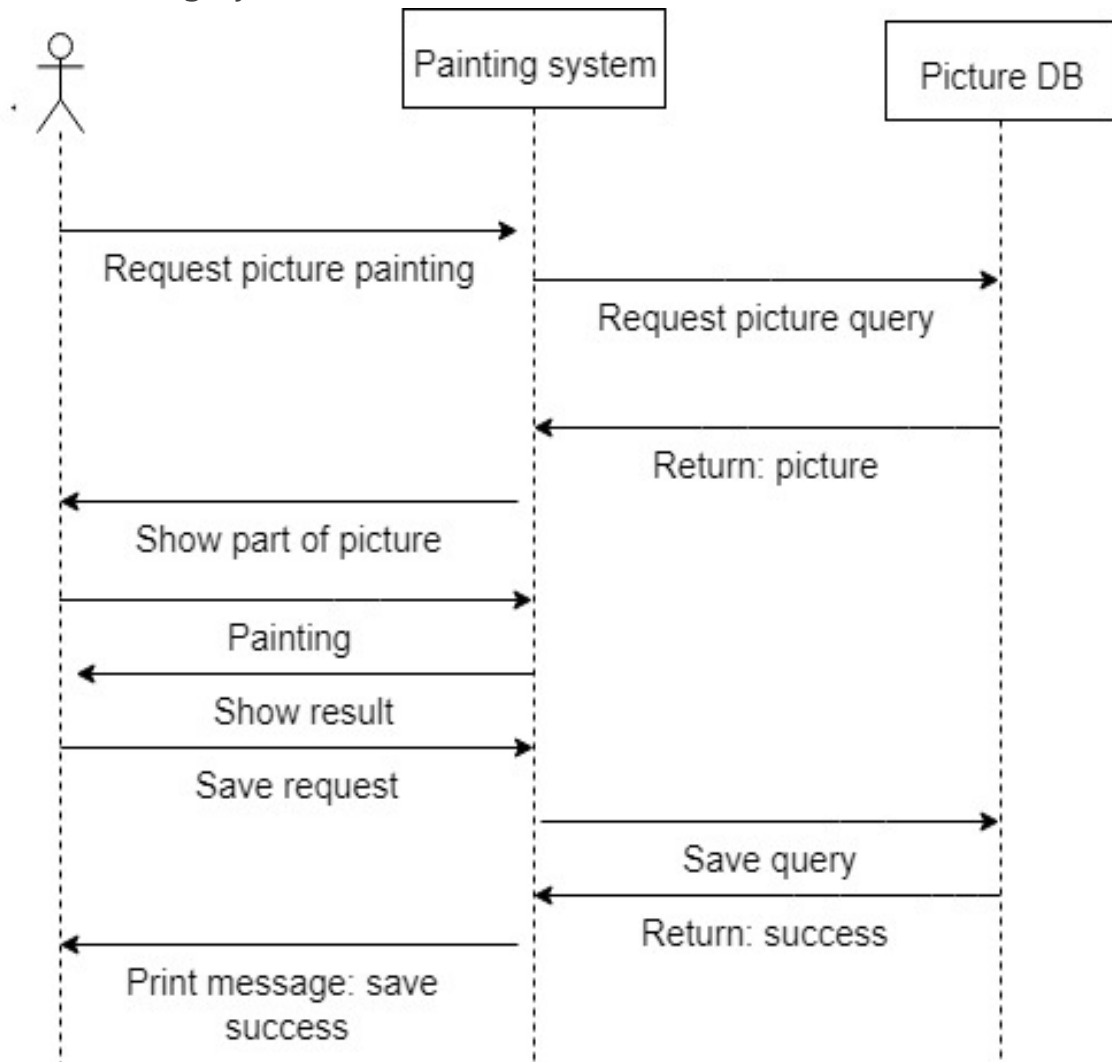 Painting system
Picture DB
Request picture painting
Request picture query
Return: picture
Show part of picture
Painting
Show result
Save request
Save query
Return: success
Print message: save
success